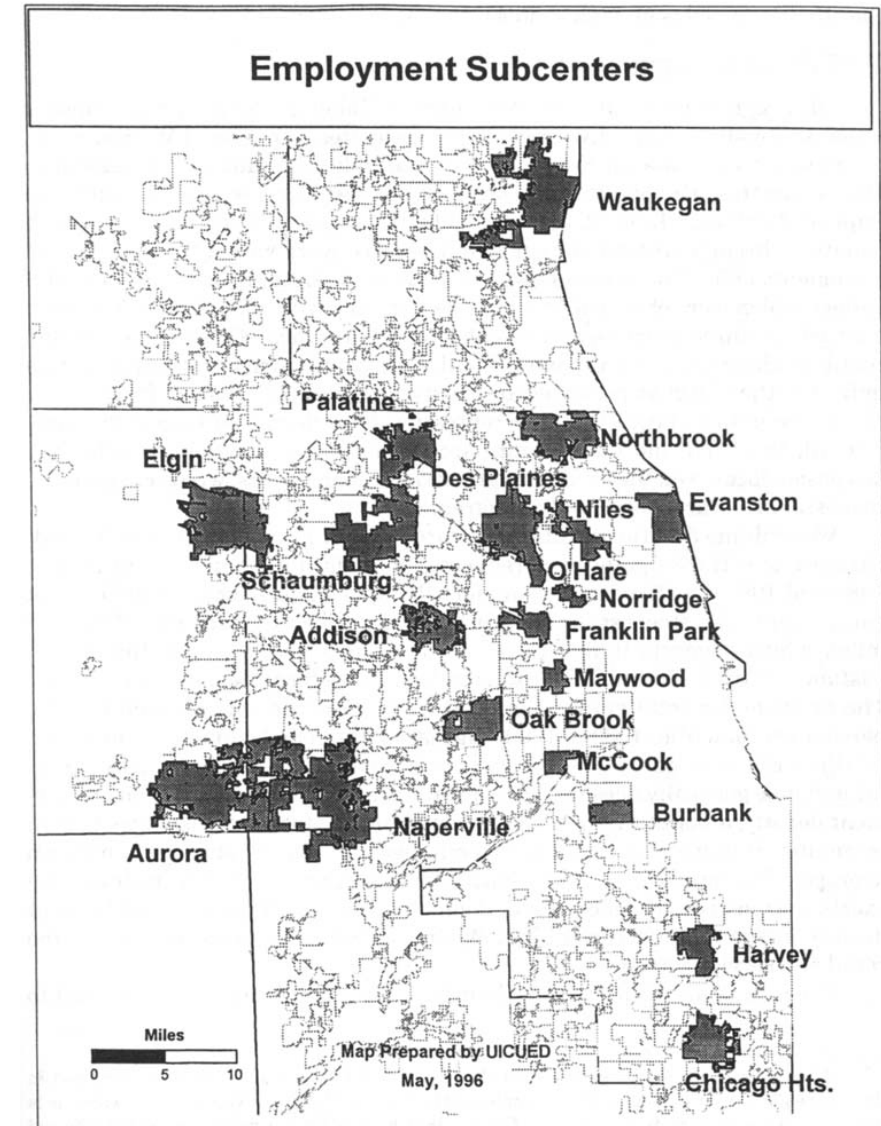 Employment Subcenters
Waukegan
Palatine
Northbrook
Elgin
Des Plaines
Evanston
Niles
Schaumburg
O'Hare
Norridge
Addison
Franklin Park
Maywood
Oak Brook
McCook
Burbank
Naperville
Aurora
Harvey
Miles
0 5 10
Map Prepared by UICUED
May, 1996
Chicago Hts.